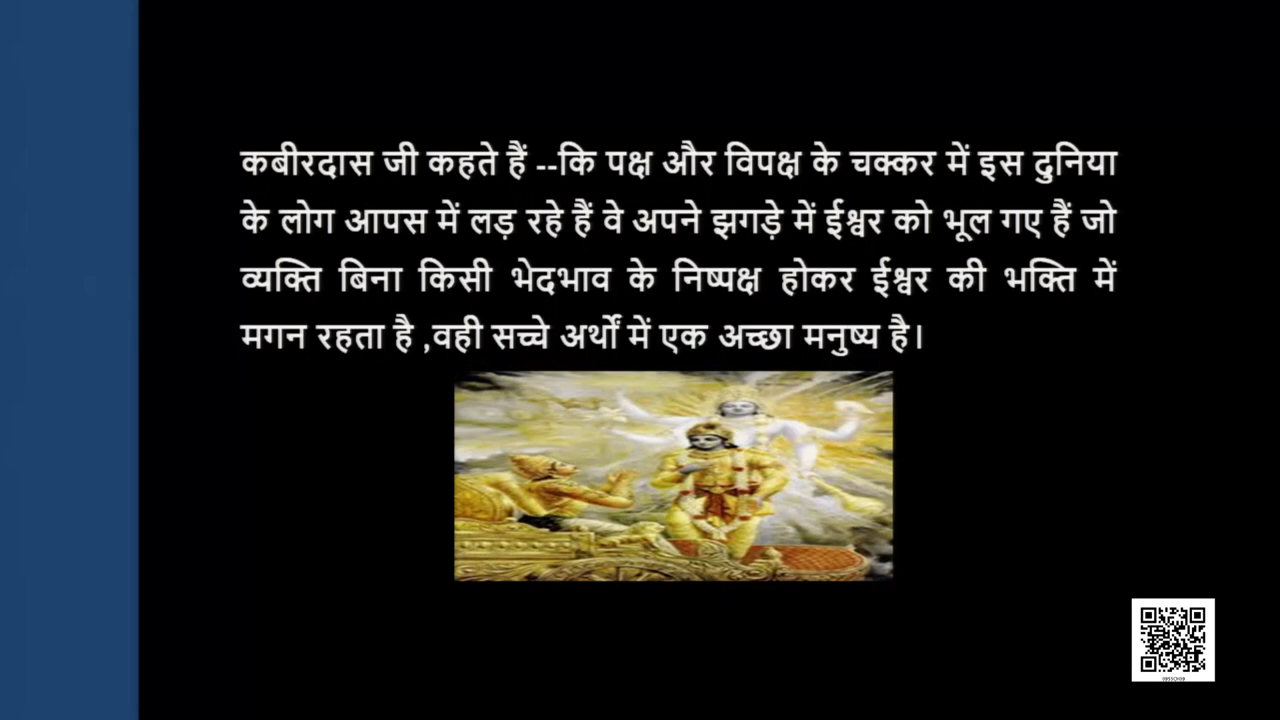 कबीरदास जी कहते हैं --कि पक्ष और विपक्ष के चक्कर में इस दुनिया
के लोग आपस में लड़ रहे हैं वे अपने झगड़े में ईश्वर को भूल गए हैं जो
व्यक्ति बिना किसी भेदभाव के निष्पक्ष होकर ईश्वर की भक्ति में
मगन रहता है ,वही सच्चे अर्थों में एक अच्छा मनुष्य है।